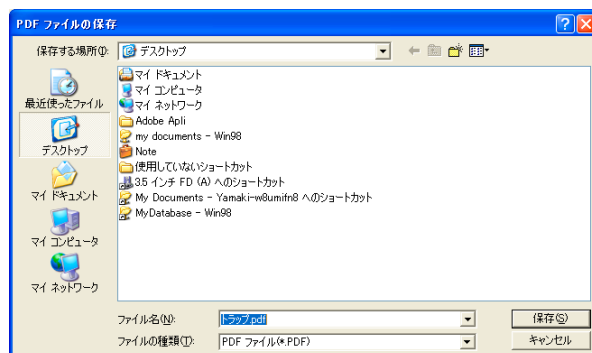 PDF ファイルの保存
保存する場所(I):
デスクトップ
最近使ったファイル
デスクトップ
マイ ドキュメント
マイ コンピュータ
マイ ネットワーク
マイ ドキュメント
マイ コンピュータ
マイ ネットワーク
Adobe Apli
my documents - Win98
Note
使用していないショートカット
3.5 インチ FD (A) へのショートカット
My Documents - Yamaki-w8umifn8 へのショートカット
MyDatabase - Win98
ファイル名(N):
トラップ.pdf
保存(S)
ファイルの種類(T):
PDF ファイル(*.PDF)
キャンセル